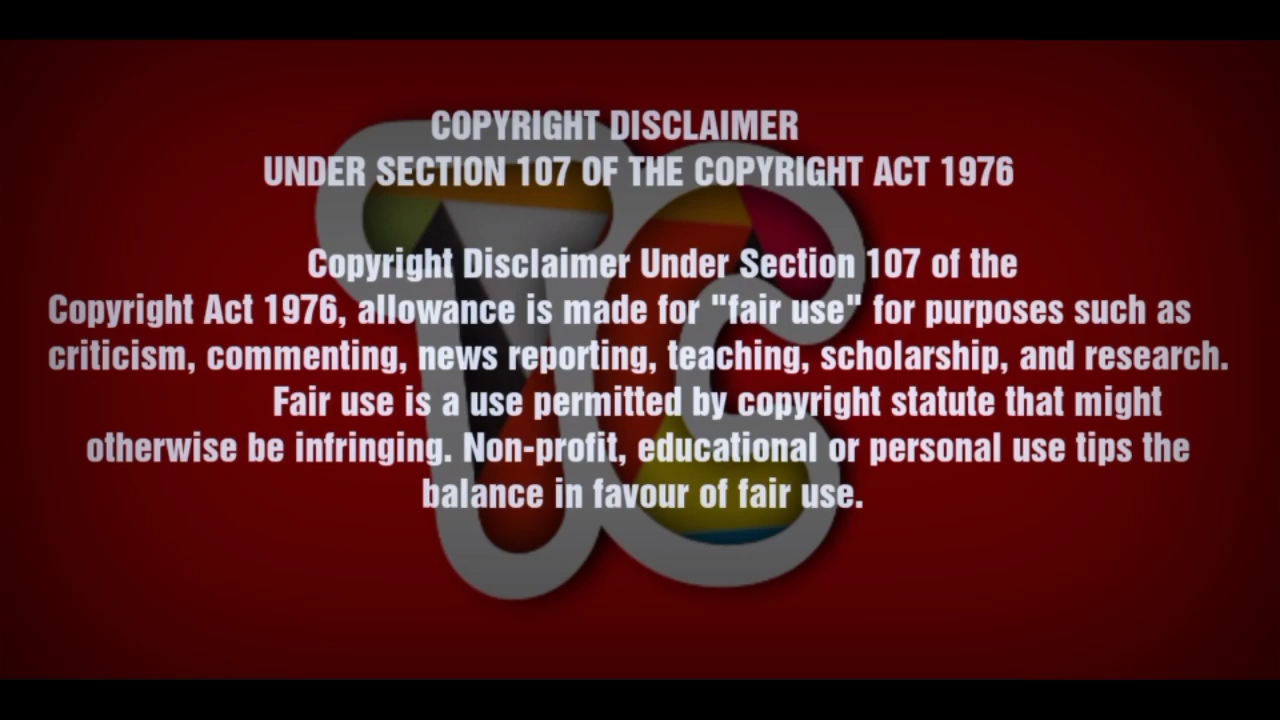 COPYRIGHT DISCLAIMER
UNDER SECTION 107 OF THE COPYRIGHT ACT 1976
Copyright Disclaimer Under Section 107 of the
Copyright Act 1976, allowance is made for "fair use" for purposes such as
criticism, commenting, news reporting, teaching, scholarship, and research.
Fair use is a use permitted by copyright statute that might
otherwise be infringing. Non-profit, educational or personal use tips the
balance in favour of fair use.
TC